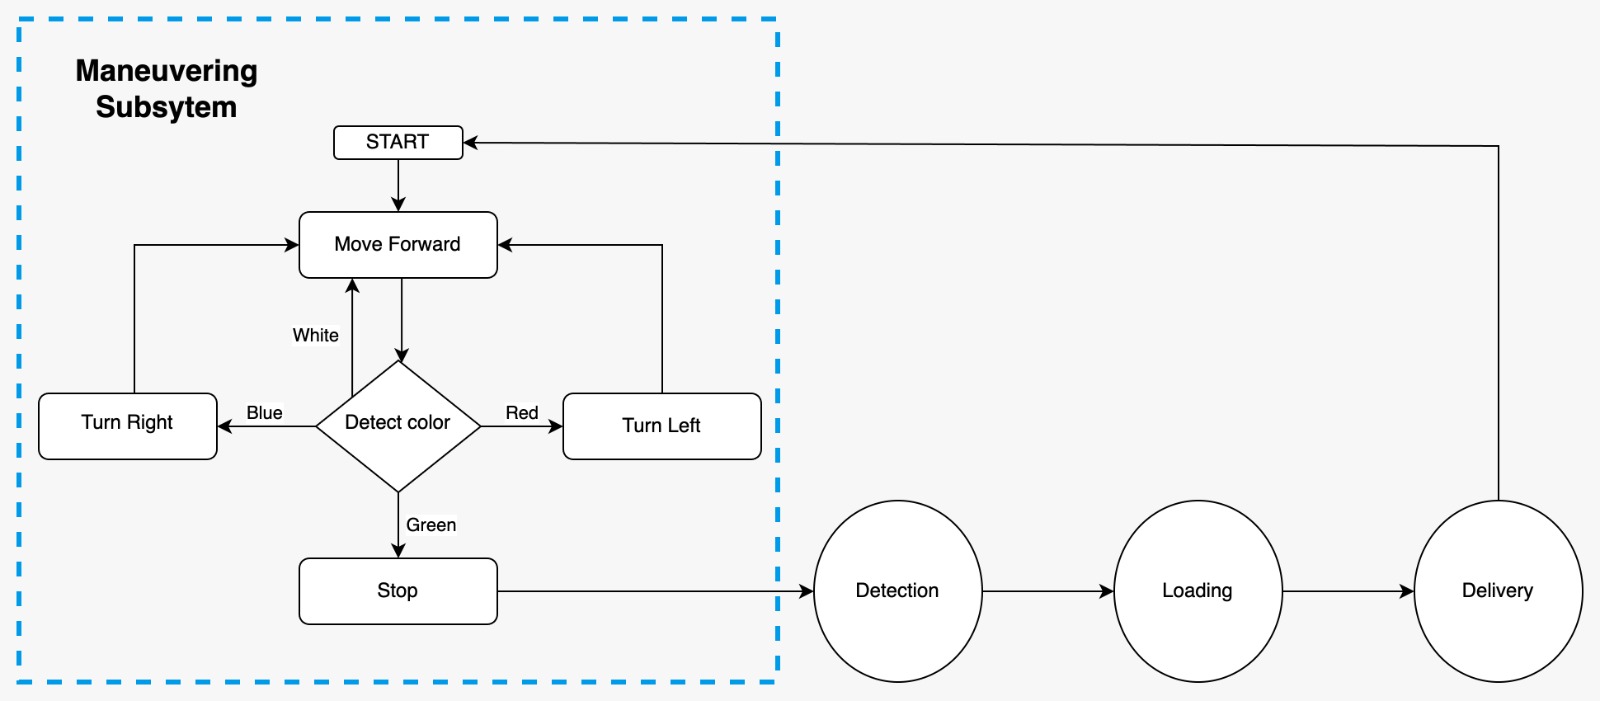 Maneuvering
Subsytem
START
Move Forward
White
Turn Right
Blue
Detect color
Red
Turn Left
Green
Stop
Detection
Loading
Delivery